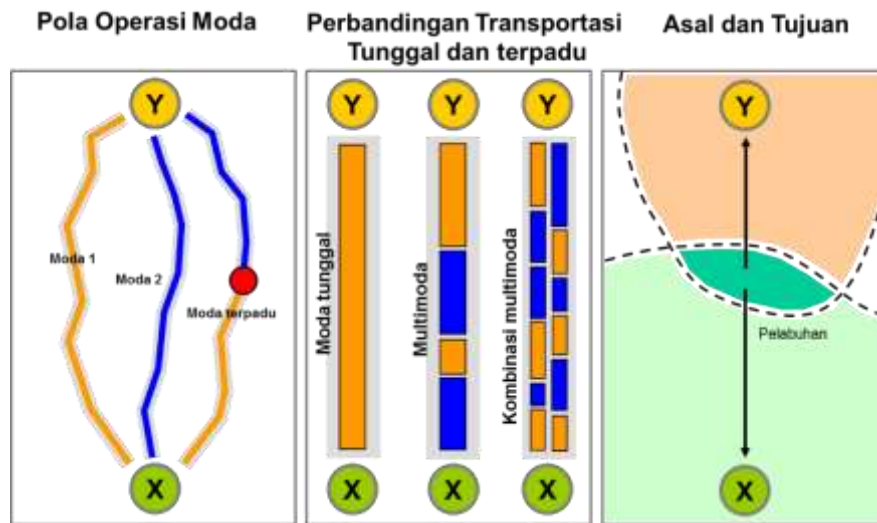 Pola Operasi Moda
Perbandingan Transportasi
Tunggal dan terpadu
Asal dan Tujuan
Y
Moda 1
Moda 2
Moda terpadu
X
Y
Y
Y
Moda tunggal
Multimoda
Kombinasi multimoda
X
X
X
Y
Pelabuhan
X